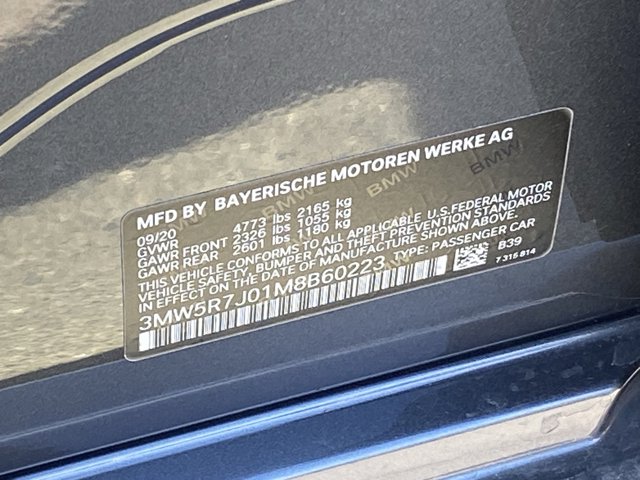 MFD BY BAYERISCHE MOTOREN WERKE AG
09/20
GVWR 4773 lbs 2165 kg
GAWR FRONT 2326 lbs 1055 kg
GAWR REAR 2601 lbs 1180 kg
THIS VEHICLE CONFORMS TO ALL APPLICABLE U.S.FEDERAL MOTOR
VEHICLE SAFETY, BUMPER AND THEFT PREVENTION STANDARDS
IN EFFECT ON THE DATE OF MANUFACTURE SHOWN ABOVE.
3MW5R7J01M8B60223 TYPE: PASSENGER CAR
B39
7 315 814
BMW
BMW
BMW